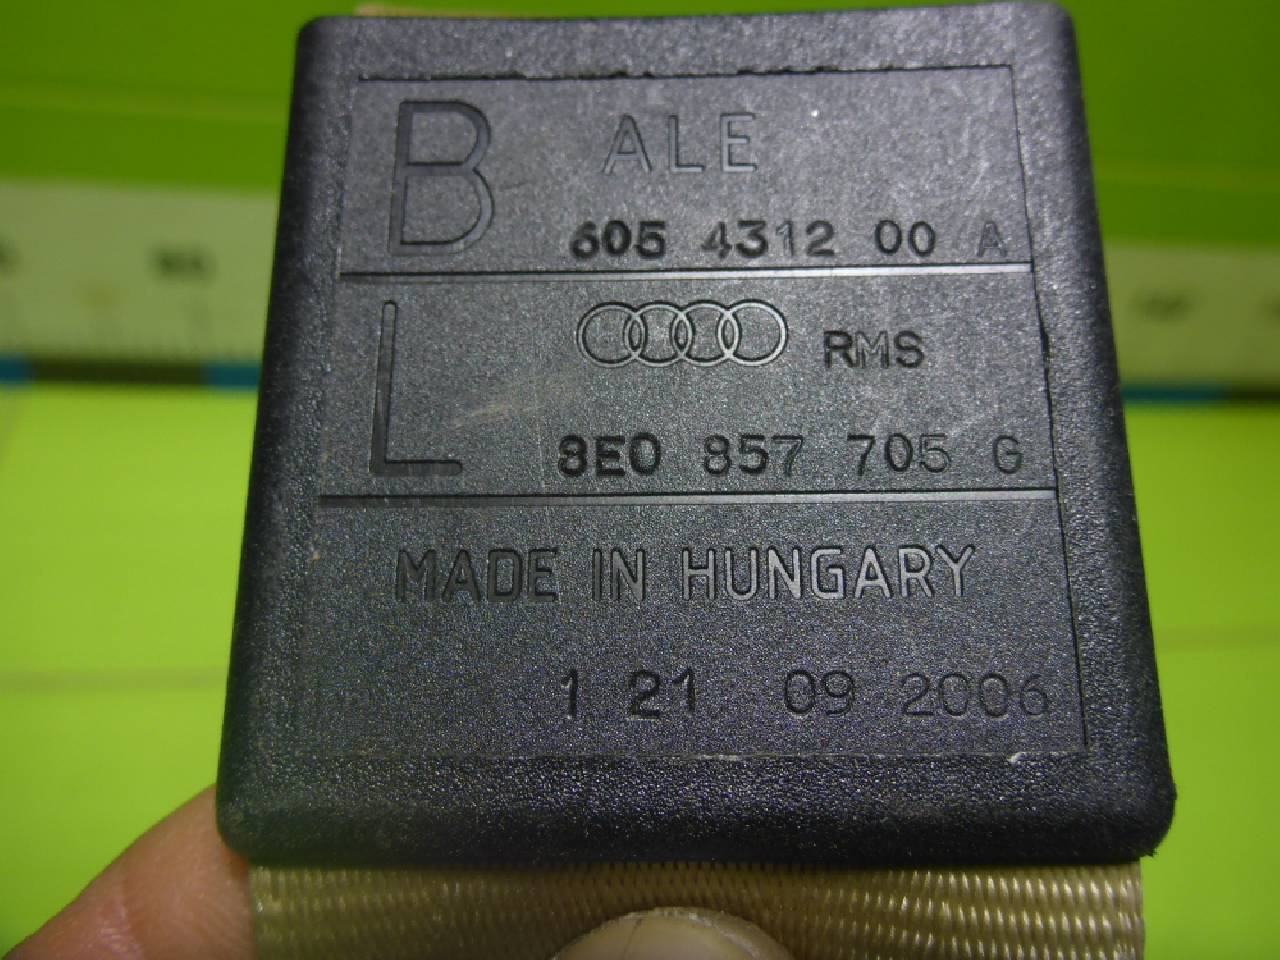 B ALE
605 4312 00 A
L RMS
8E0 857 705 G
MADE IN HUNGARY
1 21 09 2006